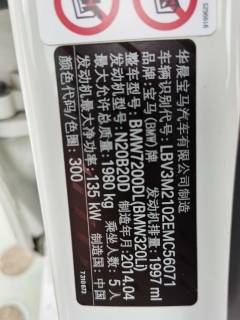 华晨宝马汽车有限公司制造
车辆识别代号:LBV3M2102EMC56071
品牌:宝马(BMW)牌 发动机排量:1997 ml
整车型号:BMW7200DL(BMW320Li)
发动机型号:N20B20D 制造年月:2014.04
最大允许总质量:1980 kg 乘坐人数:5人
发动机最大净功率:135 kW 制造国:中国
颜色代码/色圈:300
T310 873